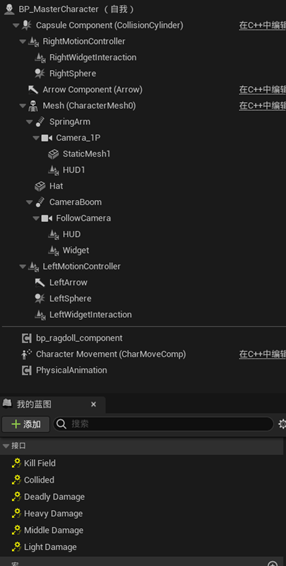 BP_MasterCharacter（自我）
Capsule Component (CollisionCylinder) 在C++中编辑
RightMotionController
RightWidgetInteraction
RightSphere
Arrow Component (Arrow) 在C++中编辑
Mesh (CharacterMesh0) 在C++中编辑
SpringArm
Camera_1P
StaticMesh1
HUD1
Hat
CameraBoom
FollowCamera
HUD
Widget
LeftMotionController
LeftArrow
LeftSphere
LeftWidgetInteraction
bp_ragdoll_component
Character Movement (CharMoveComp) 在C++中编辑
PhysicalAnimation
我的蓝图
添加 搜索
接口
Kill Field
Collided
Deadly Damage
Heavy Damage
Middle Damage
Light Damage